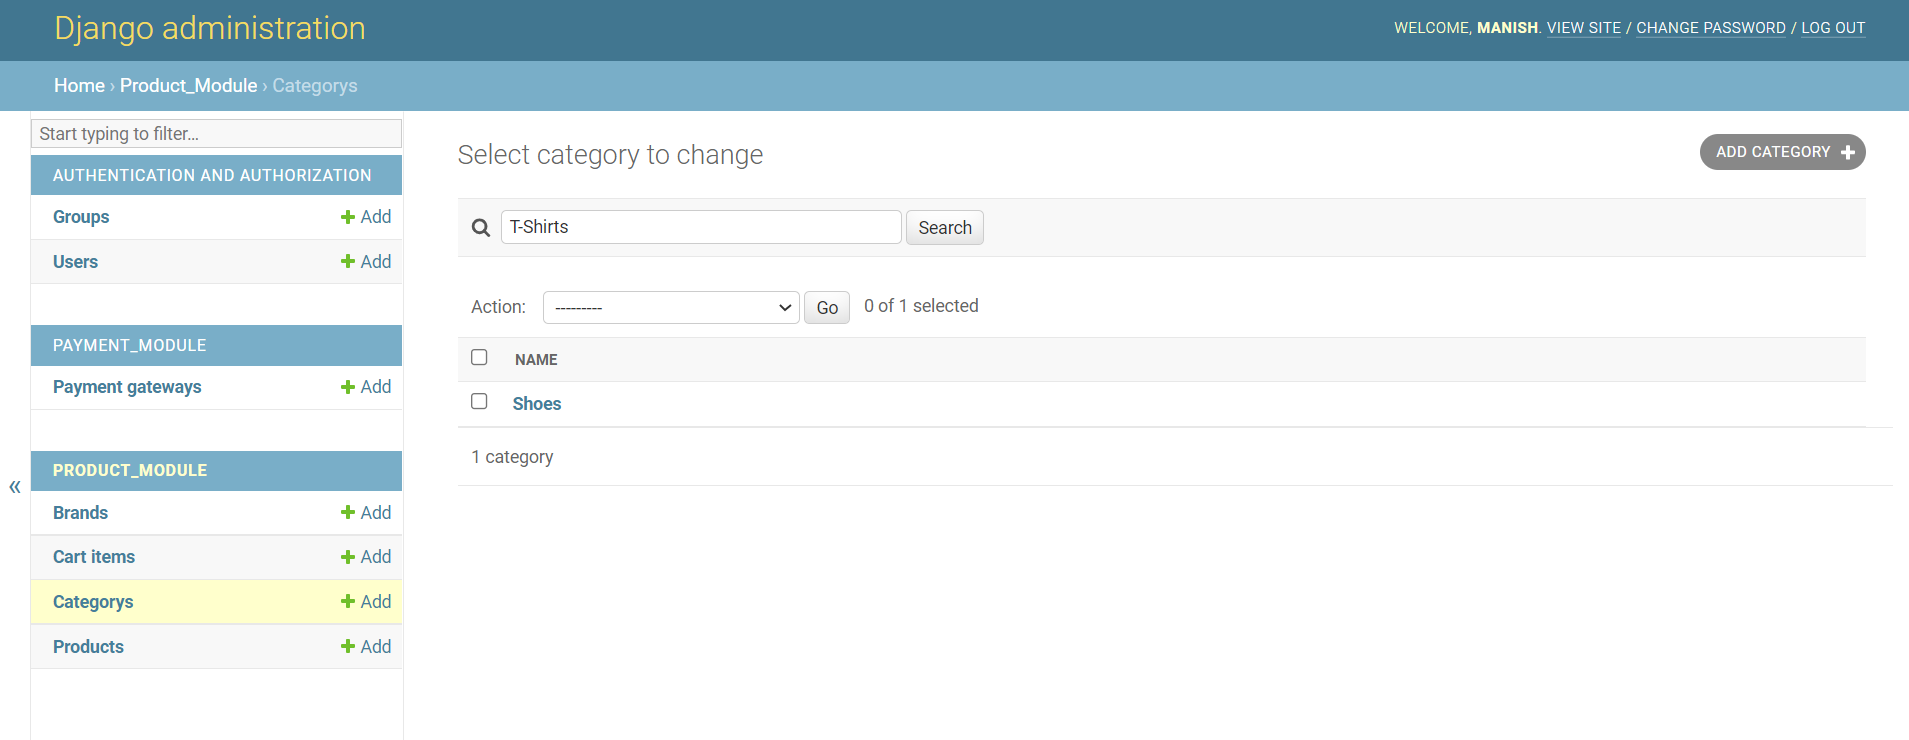 Django administration
WELCOME, MANISH. VIEW SITE / CHANGE PASSWORD / LOG OUT
Home › Product_Module › Categorys
Start typing to filter...
AUTHENTICATION AND AUTHORIZATION
Groups + Add
Users + Add
PAYMENT_MODULE
Payment gateways + Add
PRODUCT_MODULE
Brands + Add
Cart items + Add
Categorys + Add
Products + Add
«
Select category to change
ADD CATEGORY +
T-Shirts Search
Action: --------- Go 0 of 1 selected
NAME
Shoes
1 category